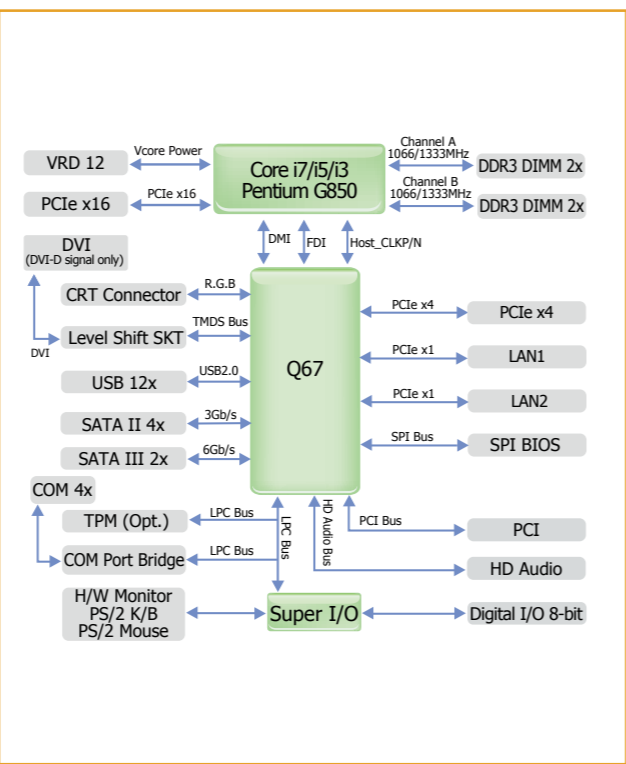 VRD 12
Vcore Power
Core i7/i5/i3
Pentium G850
Channel A
1066/1333MHz
DDR3 DIMM 2x
PCIe x16
PCIe x16
Channel B
1066/1333MHz
DDR3 DIMM 2x
DVI
(DVI-D signal only)
DMI
FDI
Host_CLKP/N
CRT Connector
R.G.B
Q67
PCIe x4
PCIe x4
DVI
Level Shift SKT
TMDS Bus
PCIe x1
LAN1
USB 12x
USB2.0
PCIe x1
LAN2
SATA II 4x
3Gb/s
SPI Bus
SPI BIOS
SATA III 2x
6Gb/s
COM 4x
TPM (Opt.)
LPC Bus
LPC Bus
HD Audio Bus
PCI Bus
PCI
COM Port Bridge
LPC Bus
HD Audio
H/W Monitor
PS/2 K/B
PS/2 Mouse
Super I/O
Digital I/O 8-bit